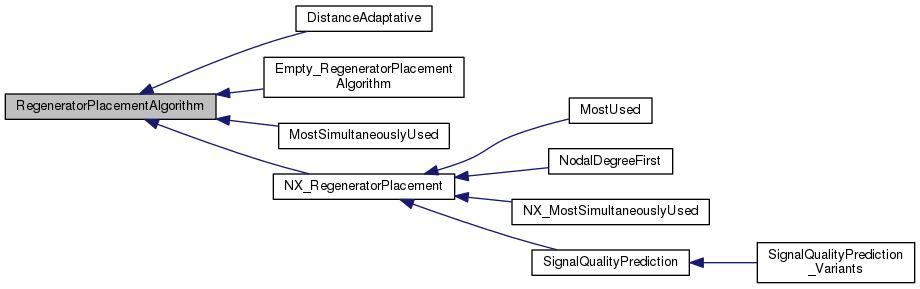 DistanceAdaptative
Empty_RegeneratorPlacement
Algorithm
RegeneratorPlacementAlgorithm
MostSimultaneouslyUsed
NX_RegeneratorPlacement
MostUsed
NodalDegreeFirst
NX_MostSimultaneouslyUsed
SignalQualityPrediction
SignalQualityPrediction
_Variants